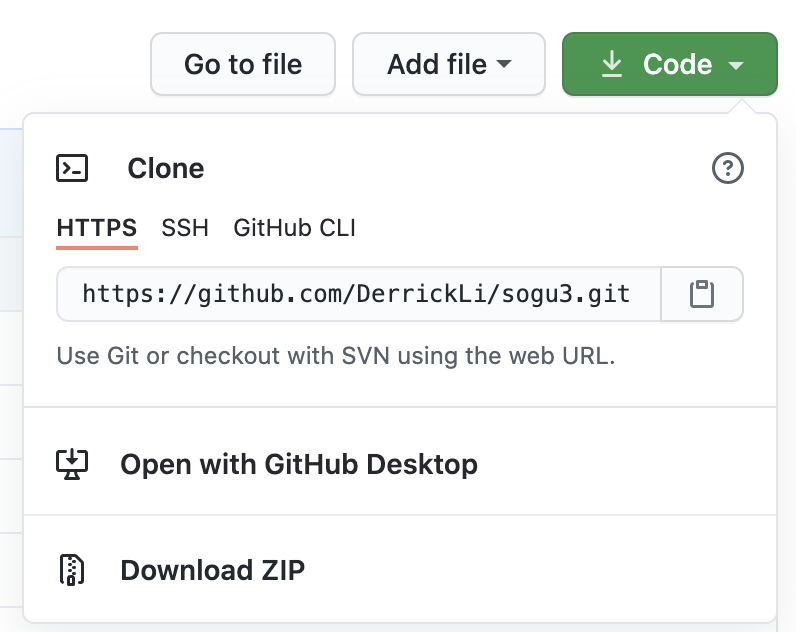 Go to file Add file Code
Clone
HTTPS SSH GitHub CLI
https://github.com/DerrickLi/sogu3.git
Use Git or checkout with SVN using the web URL.
Open with GitHub Desktop
Download ZIP